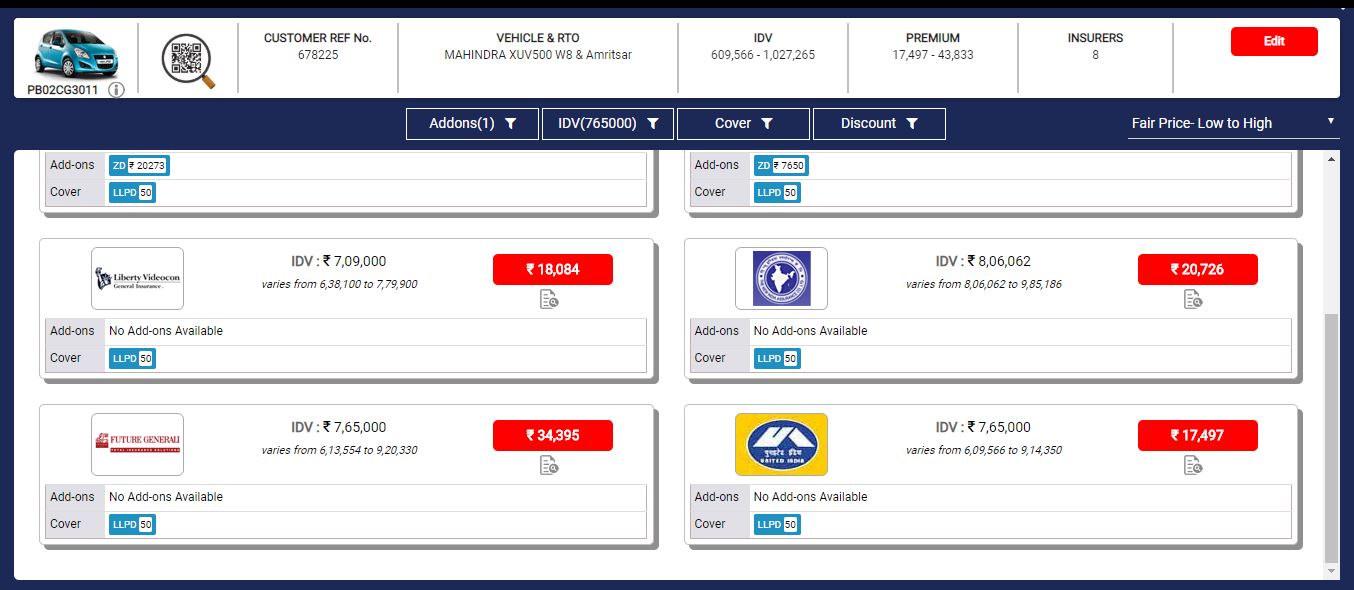 CUSTOMER REF No.
678225
VEHICLE & RTO
MAHINDRA XUV500 W8 & Amritsar
IDV
609,566 - 1,027,265
PREMIUM
17,497 - 43,833
INSURERS
8
Edit
PB02CG3011
Addons(1)
IDV(765000)
Cover
Discount
Fair Price- Low to High
Add-ons ZD ₹ 20273
Cover LLPD 50
Add-ons ZD ₹ 7650
Cover LLPD 50
Liberty Videocon
General Insurance.
IDV : ₹ 7,09,000
varies from 6,38,100 to 7,79,900
₹ 18,084
Add-ons No Add-ons Available
Cover LLPD 50
IDV : ₹ 8,06,062
varies from 8,06,062 to 9,85,186
₹ 20,726
Add-ons No Add-ons Available
Cover LLPD 50
FUTURE GENERALI
TOTAL INSURANCE SOLUTIONS
IDV : ₹ 7,65,000
varies from 6,13,554 to 9,20,330
₹ 34,395
Add-ons No Add-ons Available
Cover LLPD 50
युनाइटेड इंडिया
UNITED INDIA
IDV : ₹ 7,65,000
varies from 6,09,566 to 9,14,350
₹ 17,497
Add-ons No Add-ons Available
Cover LLPD 50